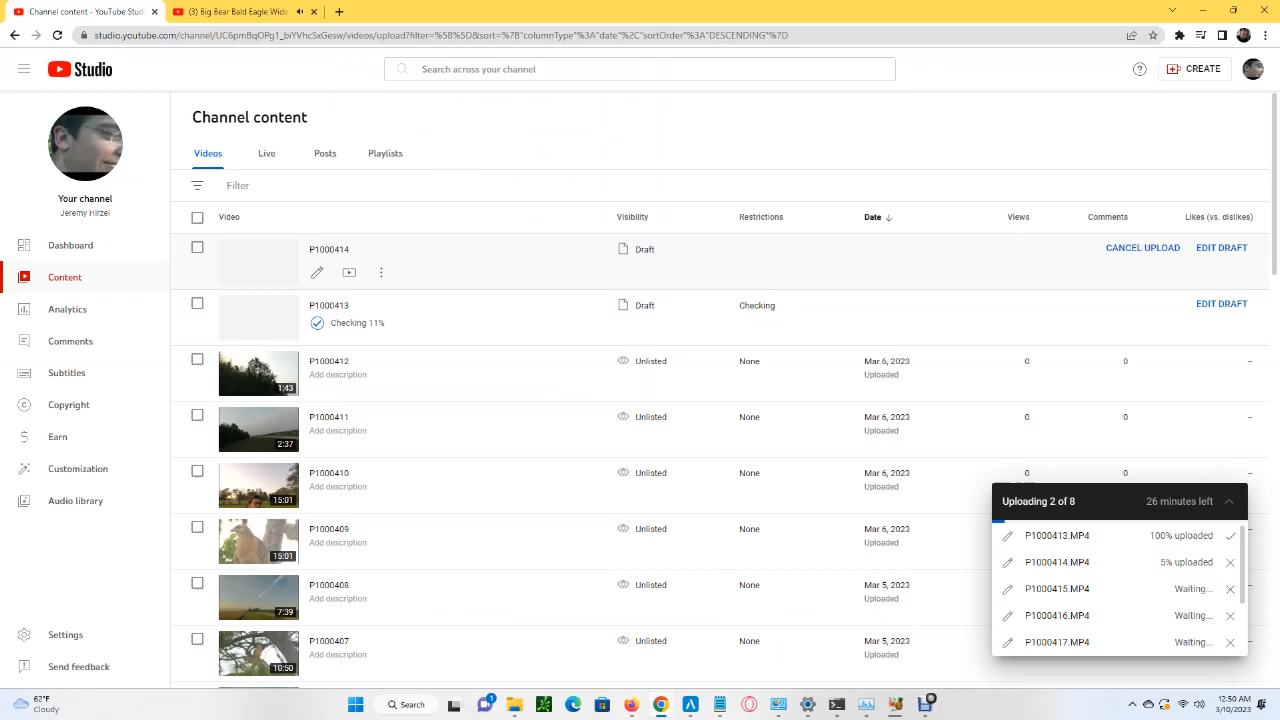 Channel content - YouTube Stud
(3) Big Bear Bald Eagle Wide
studio.youtube.com/channel/UC6pmBqOPg1_biYVhcSxGesw/videos/upload?filter=%5B%5D&sort=%7B"columnType"%3A"date"%2C"sortOrder"%3A"DESCENDING"%7D
Studio
Search across your channel
CREATE
Your channel
Jeremy Hirzel
Dashboard
Content
Analytics
Comments
Subtitles
Copyright
Earn
Customization
Audio library
Settings
Send feedback
Channel content
Videos Live Posts Playlists
Filter
Video Visibility Restrictions Date Views Comments Likes (vs. dislikes)
P1000414 Draft CANCEL UPLOAD EDIT DRAFT
P1000413 Draft Checking EDIT DRAFT
Checking 11%
P1000412 Unlisted None Mar 6, 2023 0 0 –
1:43 Add description Uploaded
P1000411 Unlisted None Mar 6, 2023 0 0 –
2:37 Add description Uploaded
P1000410 Unlisted None Mar 6, 2023 0 0 –
15:01 Add description Uploaded
P1000409 Unlisted None Mar 6, 2023
15:01 Add description Uploaded
P1000408 Unlisted None Mar 5, 2023
7:39 Add description Uploaded
P1000407 Unlisted None Mar 5, 2023
10:50 Add description Uploaded
Uploading 2 of 8 26 minutes left
P1000413.MP4 100% uploaded
P1000414.MP4 5% uploaded
P1000415.MP4 Waiting...
P1000416.MP4 Waiting...
P1000417.MP4 Waiting...
62°F
Cloudy
Search
1
12:50 AM
3/10/2023